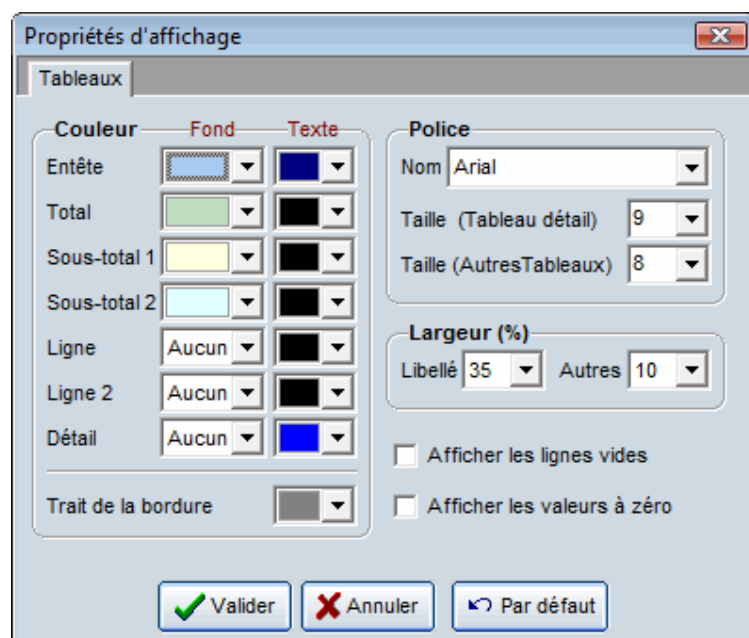 Propriétés d'affichage
Tableaux
Couleur Fond Texte
Entête
Total
Sous-total 1
Sous-total 2
Ligne Aucun
Ligne 2 Aucun
Détail Aucun
Trait de la bordure
Police
Nom Arial
Taille (Tableau détail) 9
Taille (AutresTableaux) 8
Largeur (%)
Libellé 35 Autres 10
Afficher les lignes vides
Afficher les valeurs à zéro
Valider Annuler Par défaut